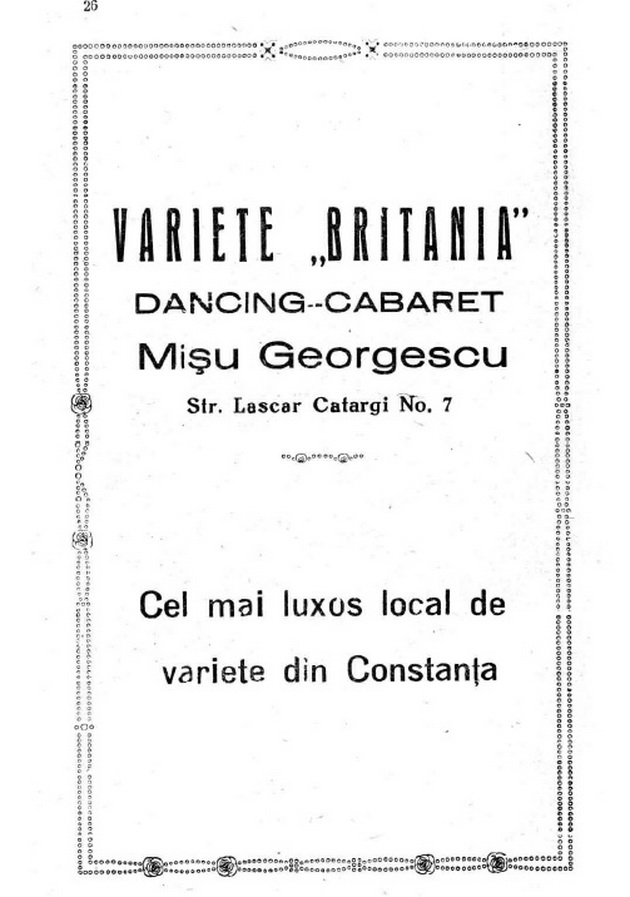 26
VARIETE „BRITANIA”
DANCING--CABARET
Mişu Georgescu
Str. Lascar Catargi No. 7
Cel mai luxos local de
variete din Constanţa